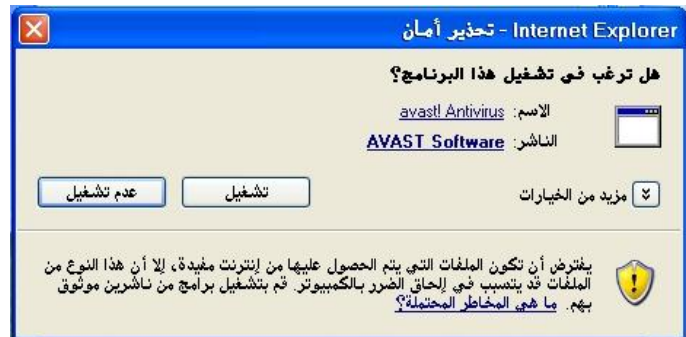 Internet Explorer - تحذير أمان
هل ترغب في تشغيل هذا البرنامج؟
الاسم: avast! Antivirus
الناشر: AVAST Software
مزيد من الخيارات
تشغيل
عدم تشغيل
يفترض أن تكون الملفات التي يتم الحصول عليها من إنترنت مفيدة، إلا أن هذا النوع من
الملفات قد يتسبب في إلحاق الضرر بالكمبيوتر. قم بتشغيل برامج من ناشرين موثوق
بهم. ما هي المخاطر المحتملة؟